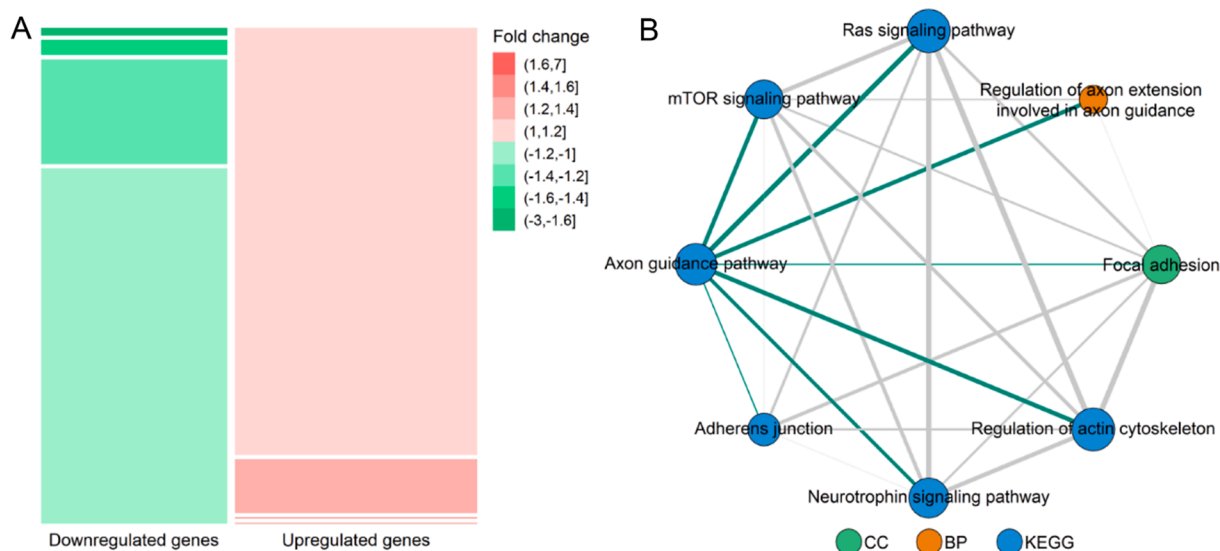 A
Fold change
(1.6,7]
(1.4,1.6]
(1.2,1.4]
(1,1.2]
(-1.2,-1]
(-1.4,-1.2]
(-1.6,-1.4]
(-3,-1.6]
Downregulated genes
Upregulated genes
B
Ras signaling pathway
Regulation of axon extension
involved in axon guidance
mTOR signaling pathway
Axon guidance pathway
Focal adhesion
Adherens junction
Regulation of actin cytoskeleton
Neurotrophin signaling pathway
CC
BP
KEGG